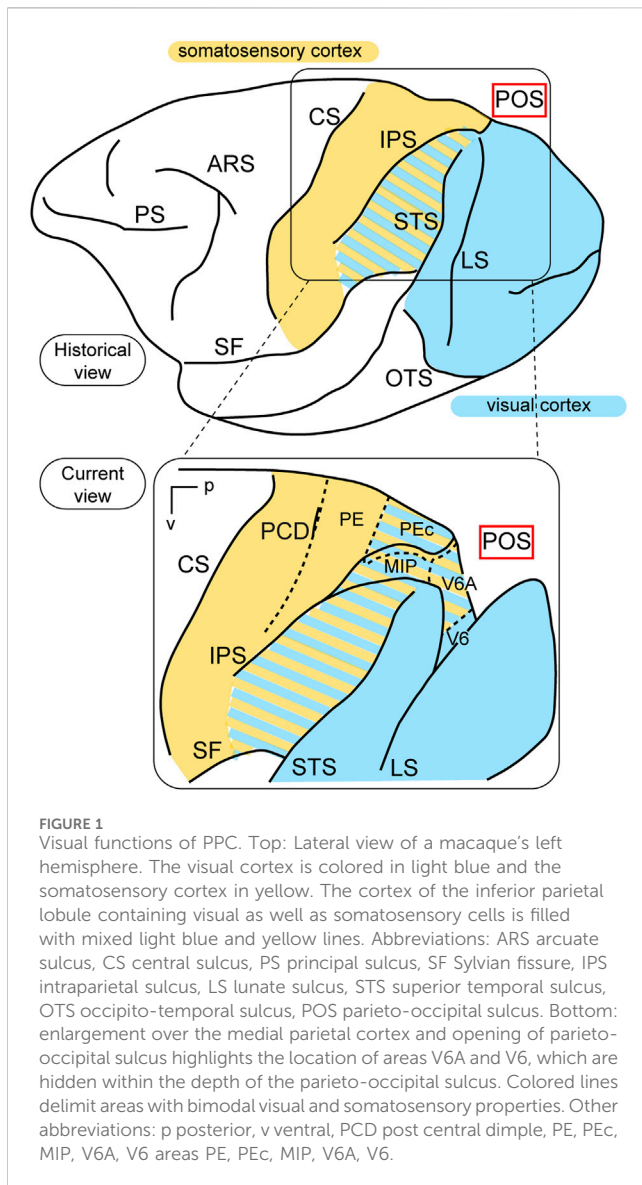 somatosensory cortex
POS
CS
IPS
ARS
STS
PS
LS
Historical
view
SF
OTS
visual cortex
Current
view
p
v
PE
PEc
PCD
POS
CS
MIP
V6A
V6
IPS
SF
STS
LS
FIGURE 1
Visual functions of PPC. Top: Lateral view of a macaque's left
hemisphere. The visual cortex is colored in light blue and the
somatosensory cortex in yellow. The cortex of the inferior parietal
lobule containing visual as well as somatosensory cells is filled
with mixed light blue and yellow lines. Abbreviations: ARS arcuate
sulcus, CS central sulcus, PS principal sulcus, SF Sylvian fissure, IPS
intraparietal sulcus, LS lunate sulcus, STS superior temporal sulcus,
OTS occipito-temporal sulcus, POS parieto-occipital sulcus. Bottom:
enlargement over the medial parietal cortex and opening of parieto-
occipital sulcus highlights the location of areas V6A and V6, which are
hidden within the depth of the parieto-occipital sulcus. Colored lines
delimit areas with bimodal visual and somatosensory properties. Other
abbreviations: p posterior, v ventral, PCD post central dimple, PE, PEc,
MIP, V6A, V6 areas PE, PEc, MIP, V6A, V6.